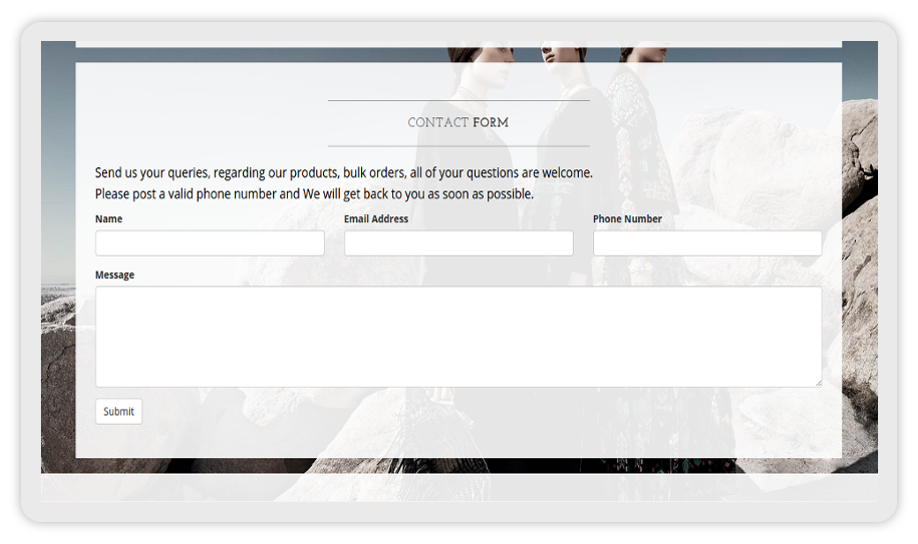 CONTACT FORM
Send us your queries, regarding our products, bulk orders, all of your questions are welcome.
Please post a valid phone number and We will get back to you as soon as possible.
Name Email Address Phone Number
Message
Submit